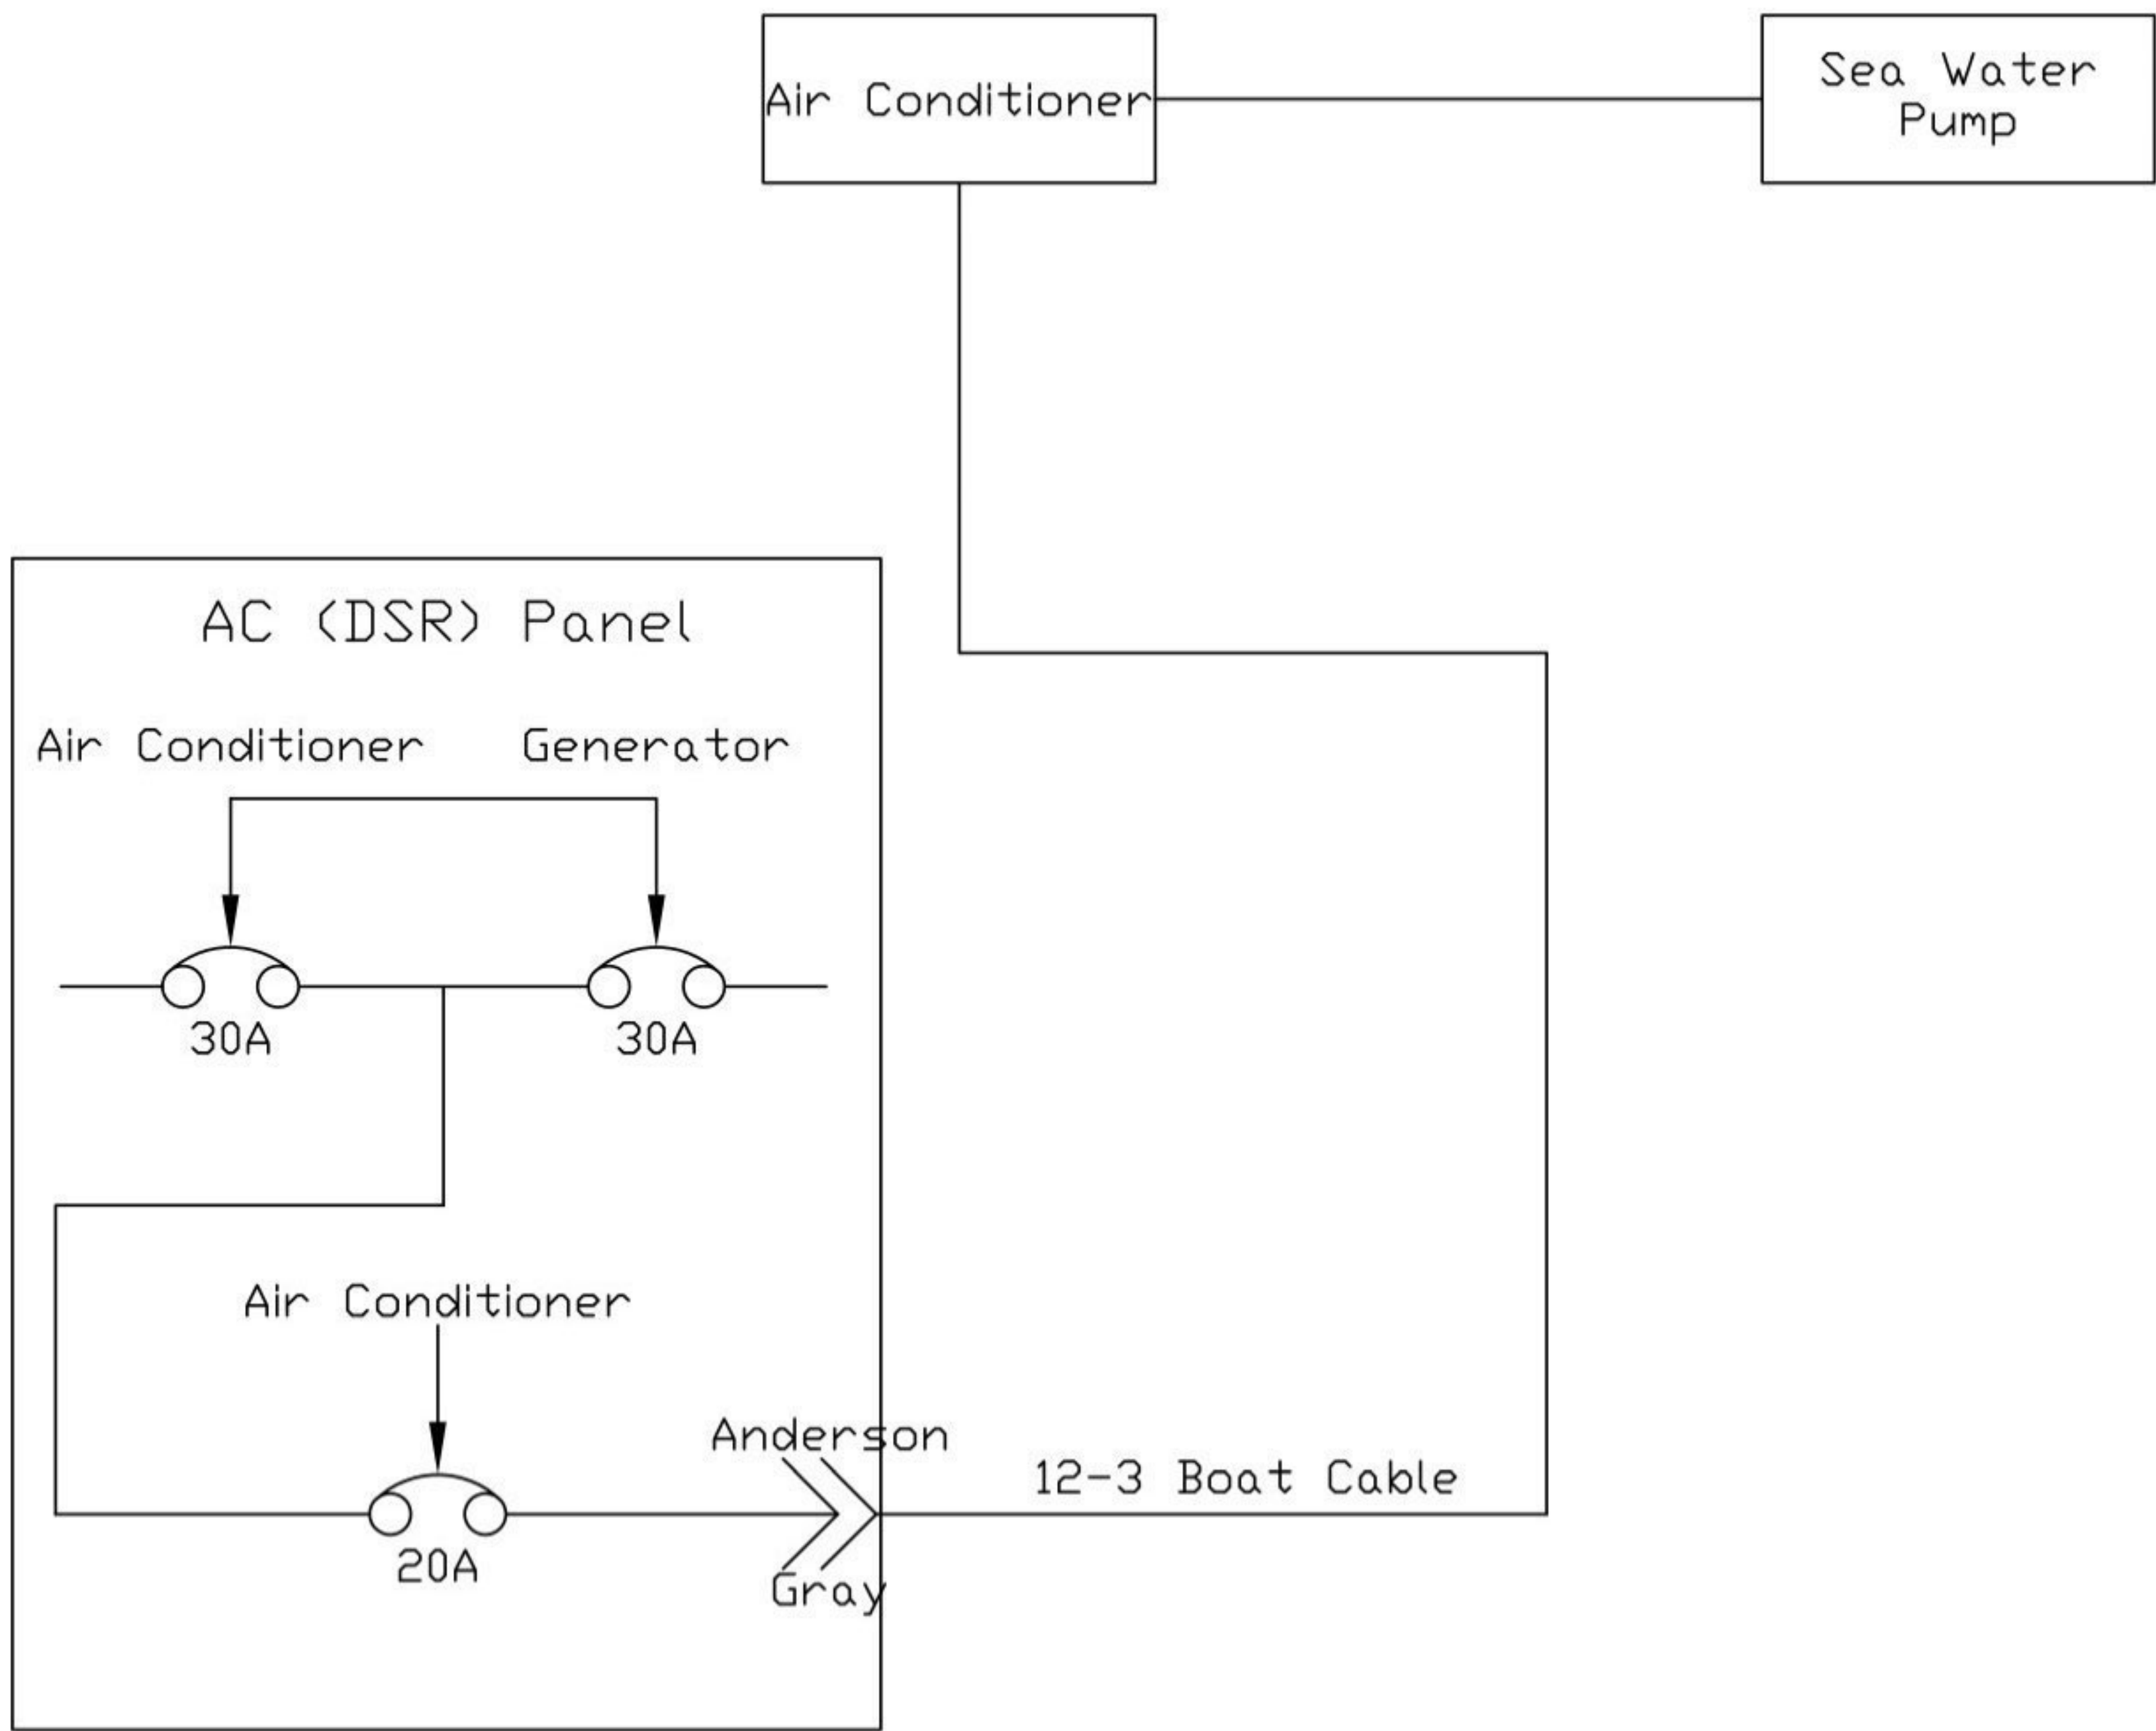 Air Conditioner
Sea Water
Pump
AC (DSR) Panel
Air Conditioner
Generator
30A
30A
Air Conditioner
20A
Anderson
Gray
12-3 Boat Cable